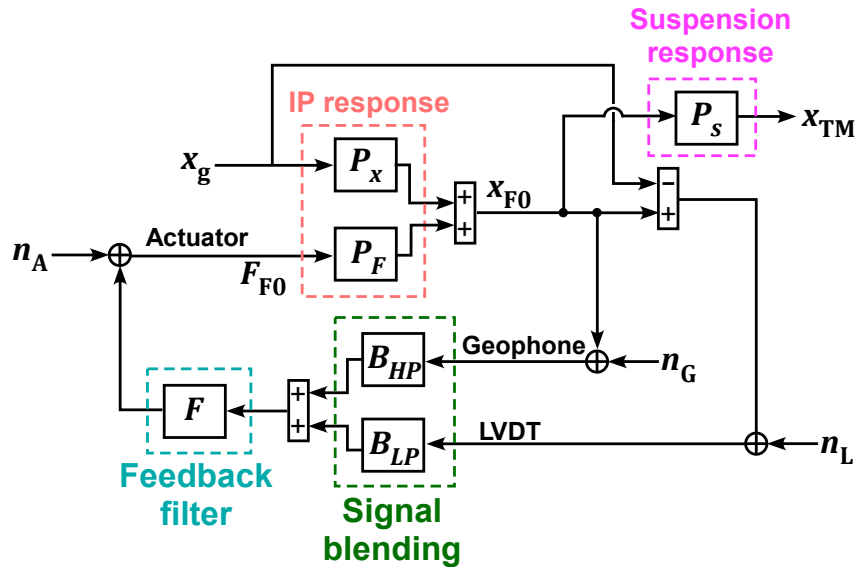 Suspension
response
IP response
P_s
x_TM
x_g
P_x
-
+
+
x_F0
+
n_A
Actuator
F_F0
P_F
B_HP
Geophone
n_G
F
+
+
B_LP
LVDT
n_L
Feedback
filter
Signal
blending